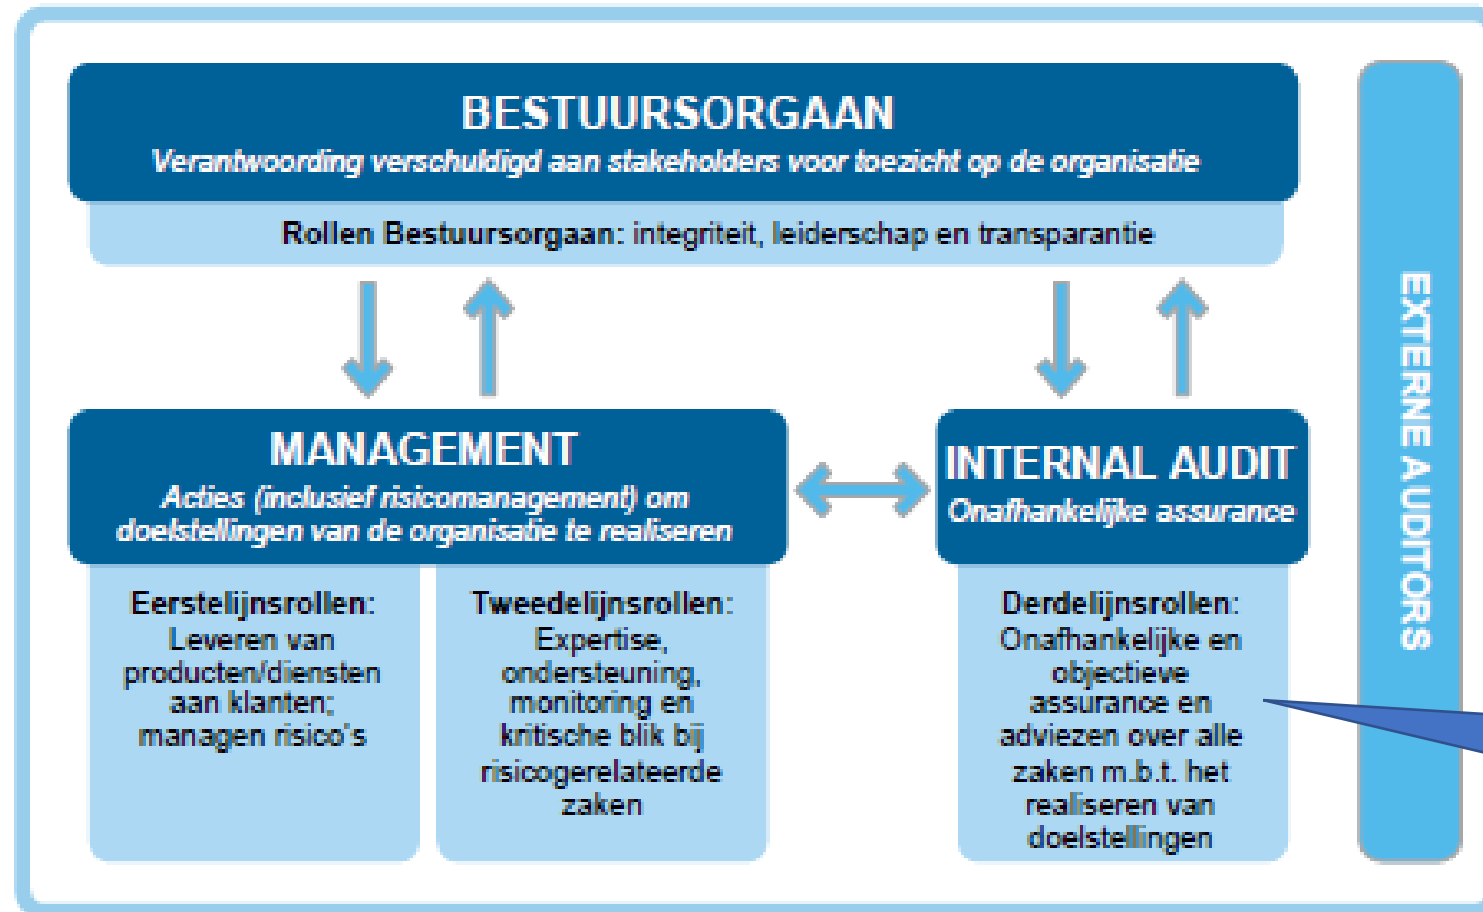 BESTUURSORGAAN
Verantwoording verschuldigd aan stakeholders voor toezicht op de organisatie
Rollen Bestuursorgaan: integriteit, leiderschap en transparantie
MANAGEMENT
Acties (inclusief risicomanagement) om
doelstellingen van de organisatie te realiseren
Eerstelijnsrollen:
Leveren van
producten/diensten
aan klanten;
managen risico's
Tweedelijnsrollen:
Expertise,
ondersteuning,
monitoring en
kritische blik bij
risicogerelateerde
zaken
INTERNAL AUDIT
Onafhankelijke assurance
Derdelijnsrollen:
Onafhankelijke en
objectieve
assurance en
adviezen over alle
zaken m.b.t. het
realiseren van
doelstellingen
EXTERNE AUDITORS